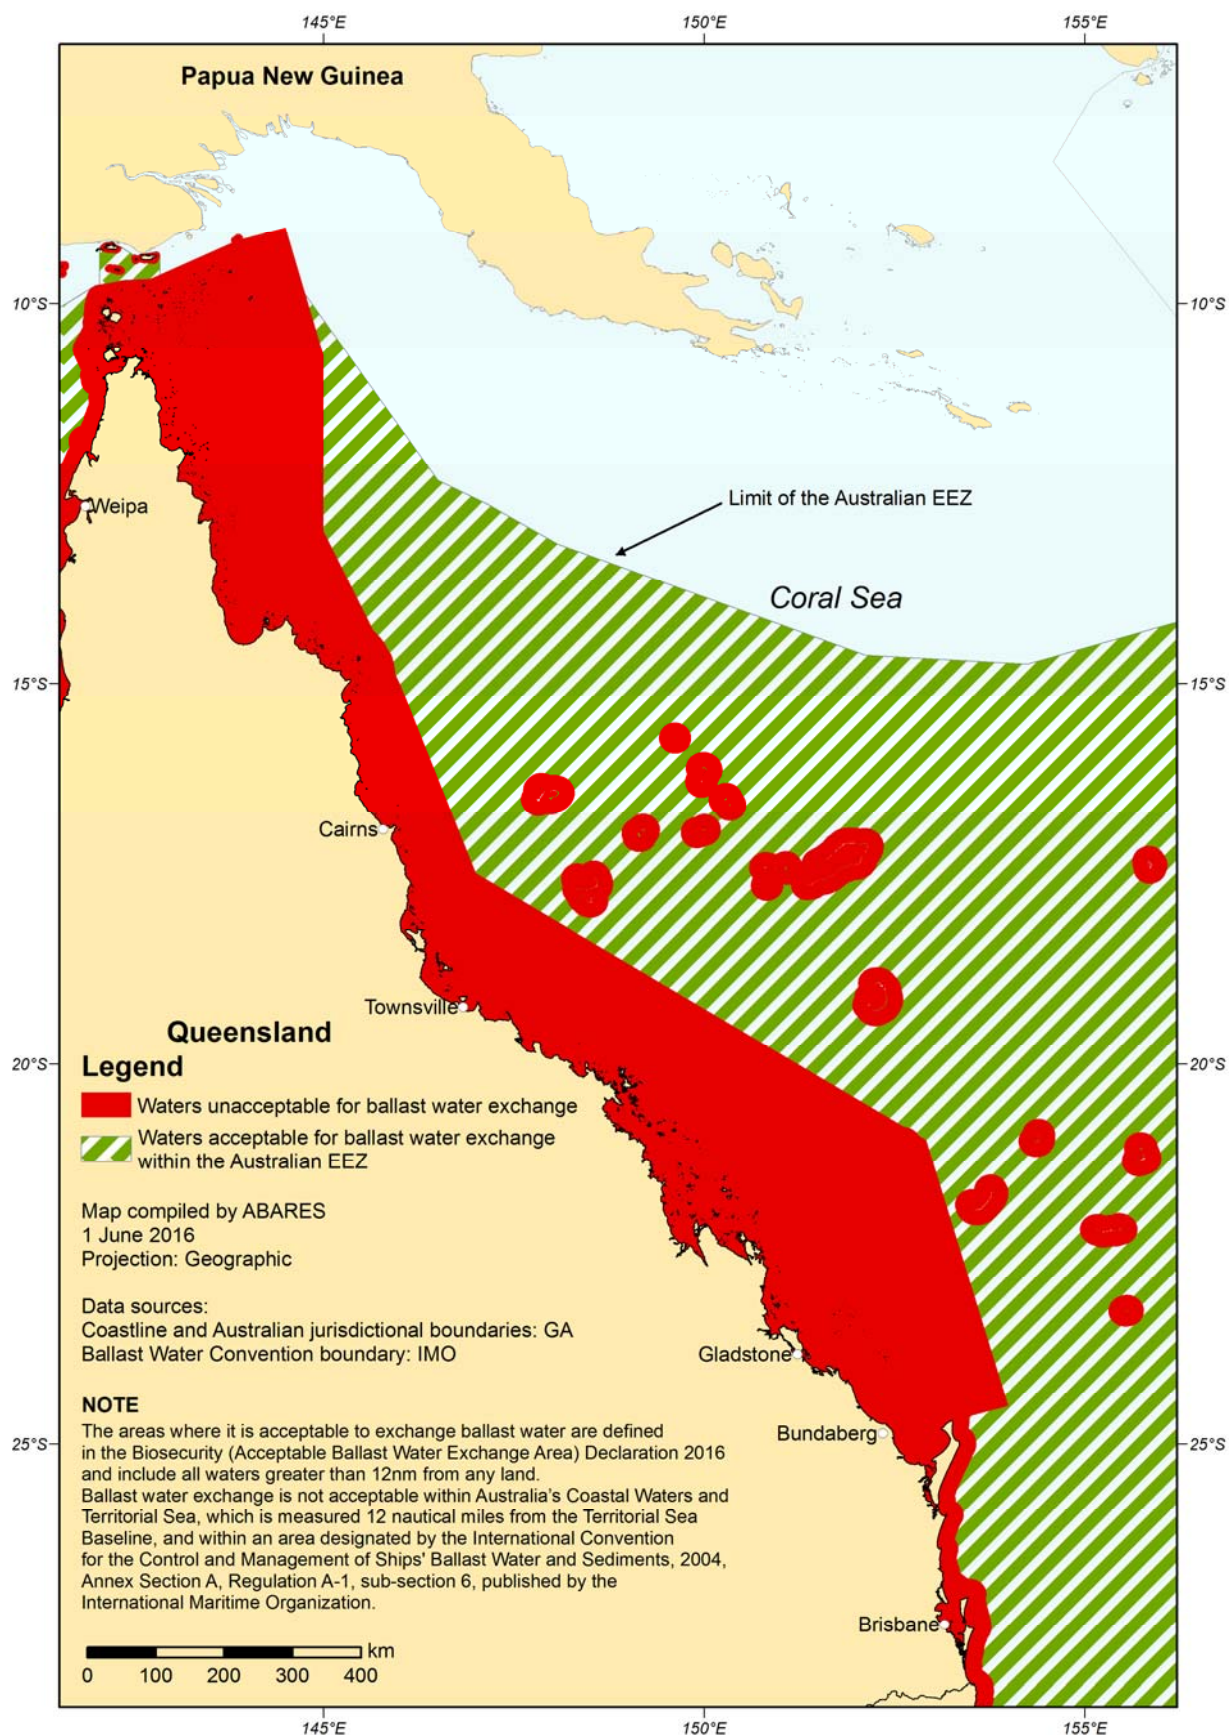 145°E
150°E
155°E
Papua New Guinea
10°S
10°S
Weipa
Limit of the Australian EEZ
Coral Sea
15°S
15°S
Cairns
Townsville
Queensland
20°S
Legend
Waters unacceptable for ballast water exchange
Waters acceptable for ballast water exchange
within the Australian EEZ
Map compiled by ABARES
1 June 2016
Projection: Geographic
Data sources:
Coastline and Australian jurisdictional boundaries: GA
Ballast Water Convention boundary: IMO
Gladstone
NOTE
The areas where it is acceptable to exchange ballast water are defined
in the Biosecurity (Acceptable Ballast Water Exchange Area) Declaration 2016
and include all waters greater than 12nm from any land.
Ballast water exchange is not acceptable within Australia's Coastal Waters and
Territorial Sea, which is measured 12 nautical miles from the Territorial Sea
Baseline, and within an area designated by the International Convention
for the Control and Management of Ships' Ballast Water and Sediments, 2004,
Annex Section A, Regulation A-1, sub-section 6, published by the
International Maritime Organization.
Bundaberg
25°S
25°S
20°S
Brisbane
km
0 100 200 300 400
145°E
150°E
155°E